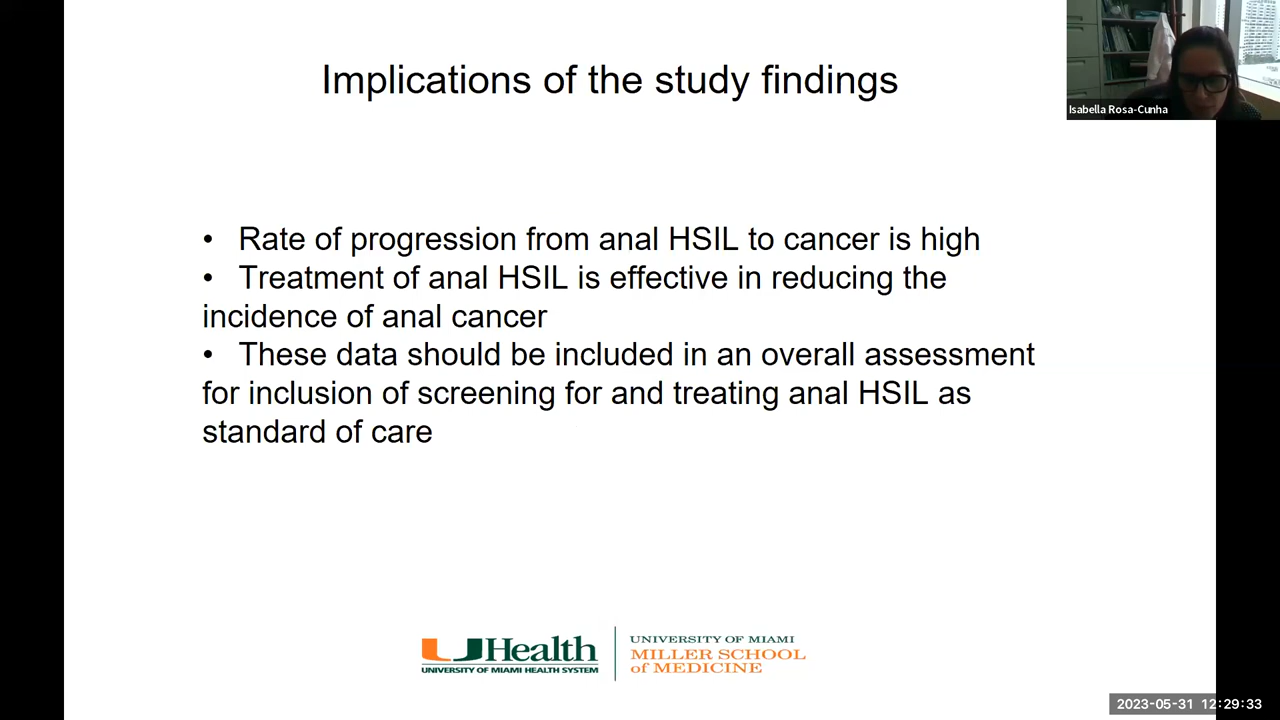 Implications of the study findings
Isabella Rosa-Cunha
• Rate of progression from anal HSIL to cancer is high
• Treatment of anal HSIL is effective in reducing the
incidence of anal cancer
• These data should be included in an overall assessment
for inclusion of screening for and treating anal HSIL as
standard of care
UHealth
UNIVERSITY OF MIAMI HEALTH SYSTEM
UNIVERSITY OF MIAMI
MILLER SCHOOL
of MEDICINE
2023-05-31 12:29:33